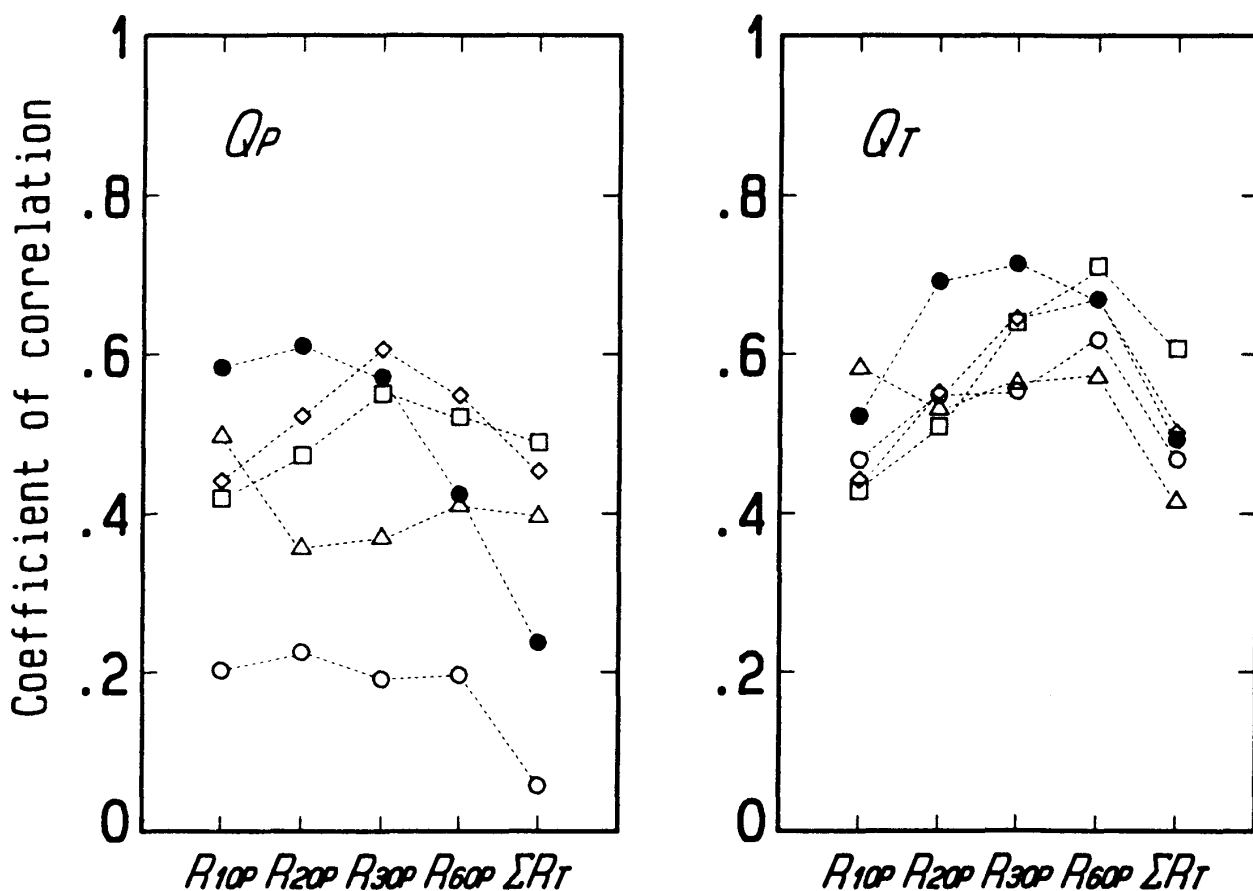 Coefficient of correlation
1
.8
.6
.4
.2
0
QP
R10P R20P R30P R60P ΣRT
1
.8
.6
.4
.2
0
QT
R10P R20P R30P R60P ΣRT